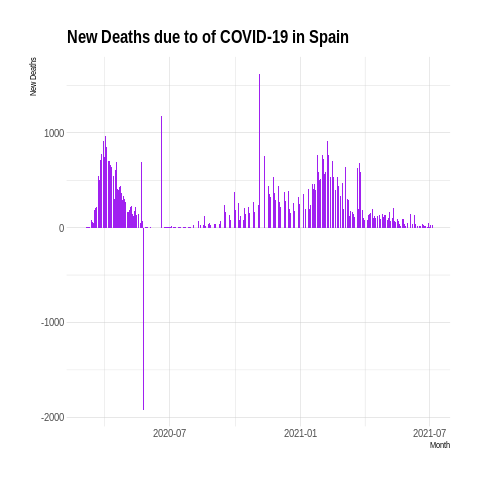 New Deaths due to of COVID-19 in Spain
New Deaths
1000
0
-1000
-2000
2020-07
2021-01
2021-07
Month